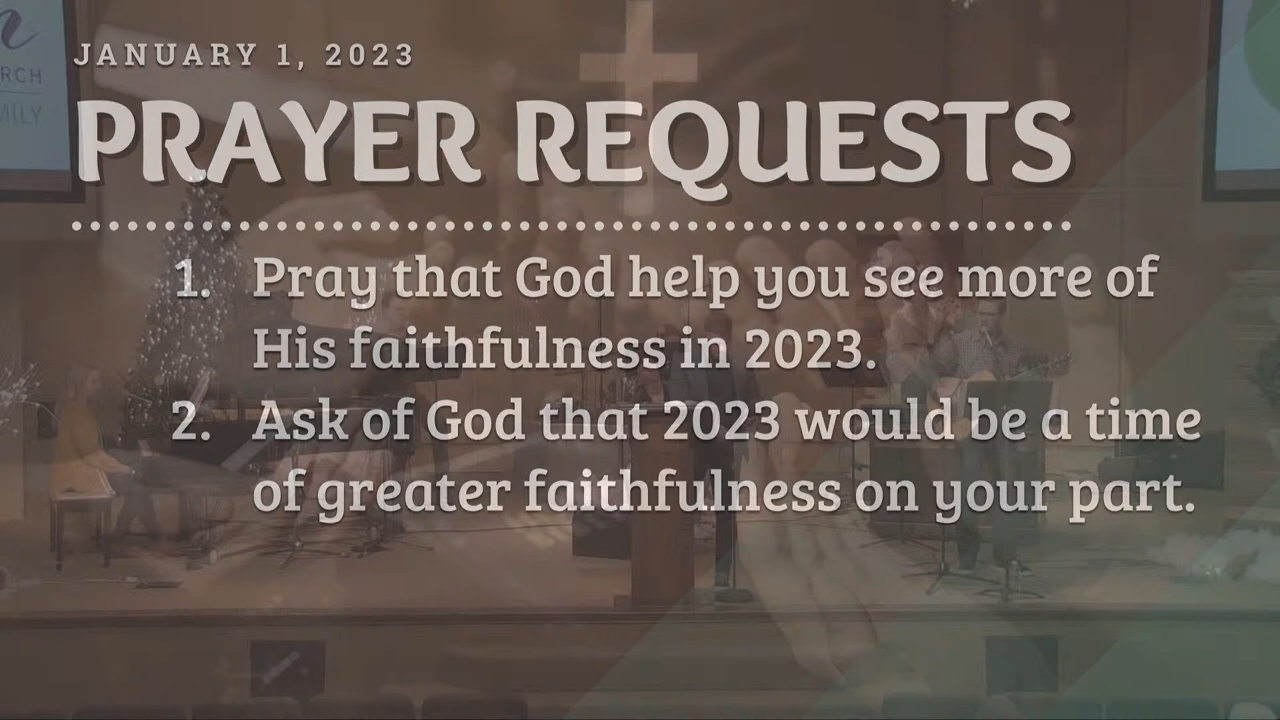 JANUARY 1, 2023
PRAYER REQUESTS
1. Pray that God help you see more of
His faithfulness in 2023.
2. Ask of God that 2023 would be a time
of greater faithfulness on your part.